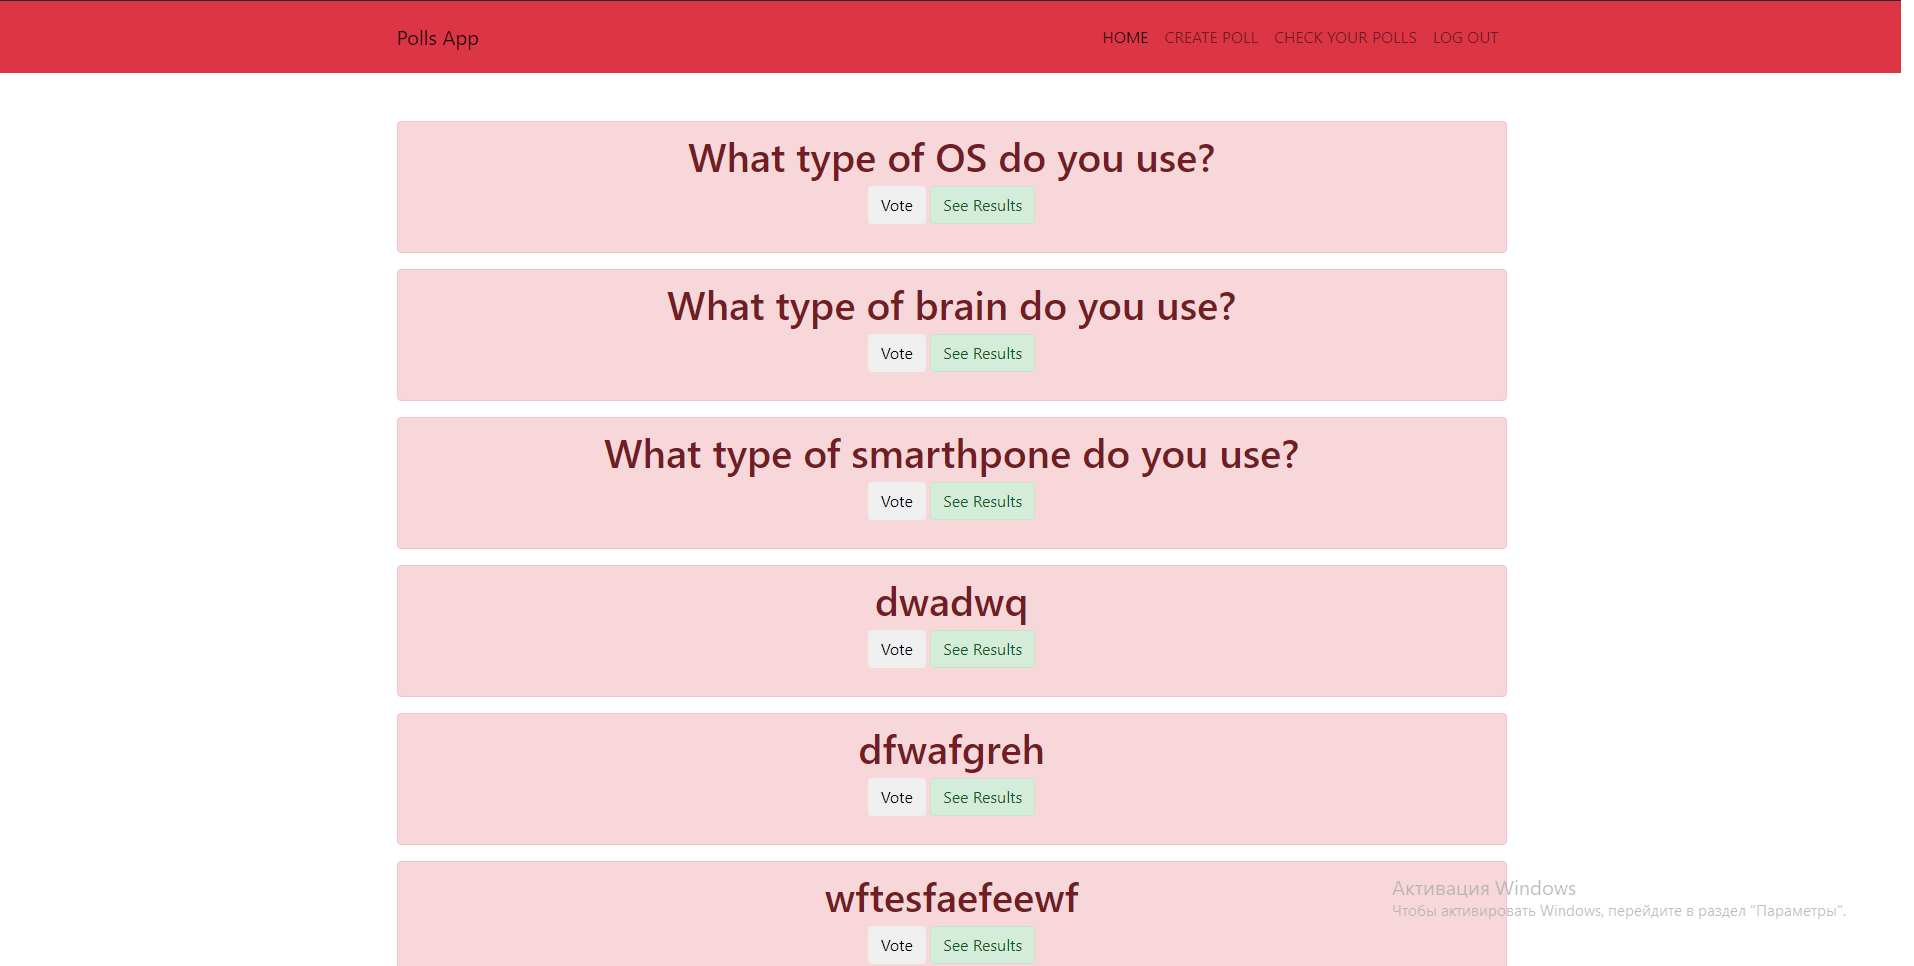 Polls App
HOME CREATE POLL CHECK YOUR POLLS LOG OUT
What type of OS do you use?
Vote See Results
What type of brain do you use?
Vote See Results
What type of smarthpone do you use?
Vote See Results
dwadwq
Vote See Results
dfwafgreh
Vote See Results
wftesfaefeewf
Vote See Results
Активация Windows
Чтобы активировать Windows, перейдите в раздел "Параметры".